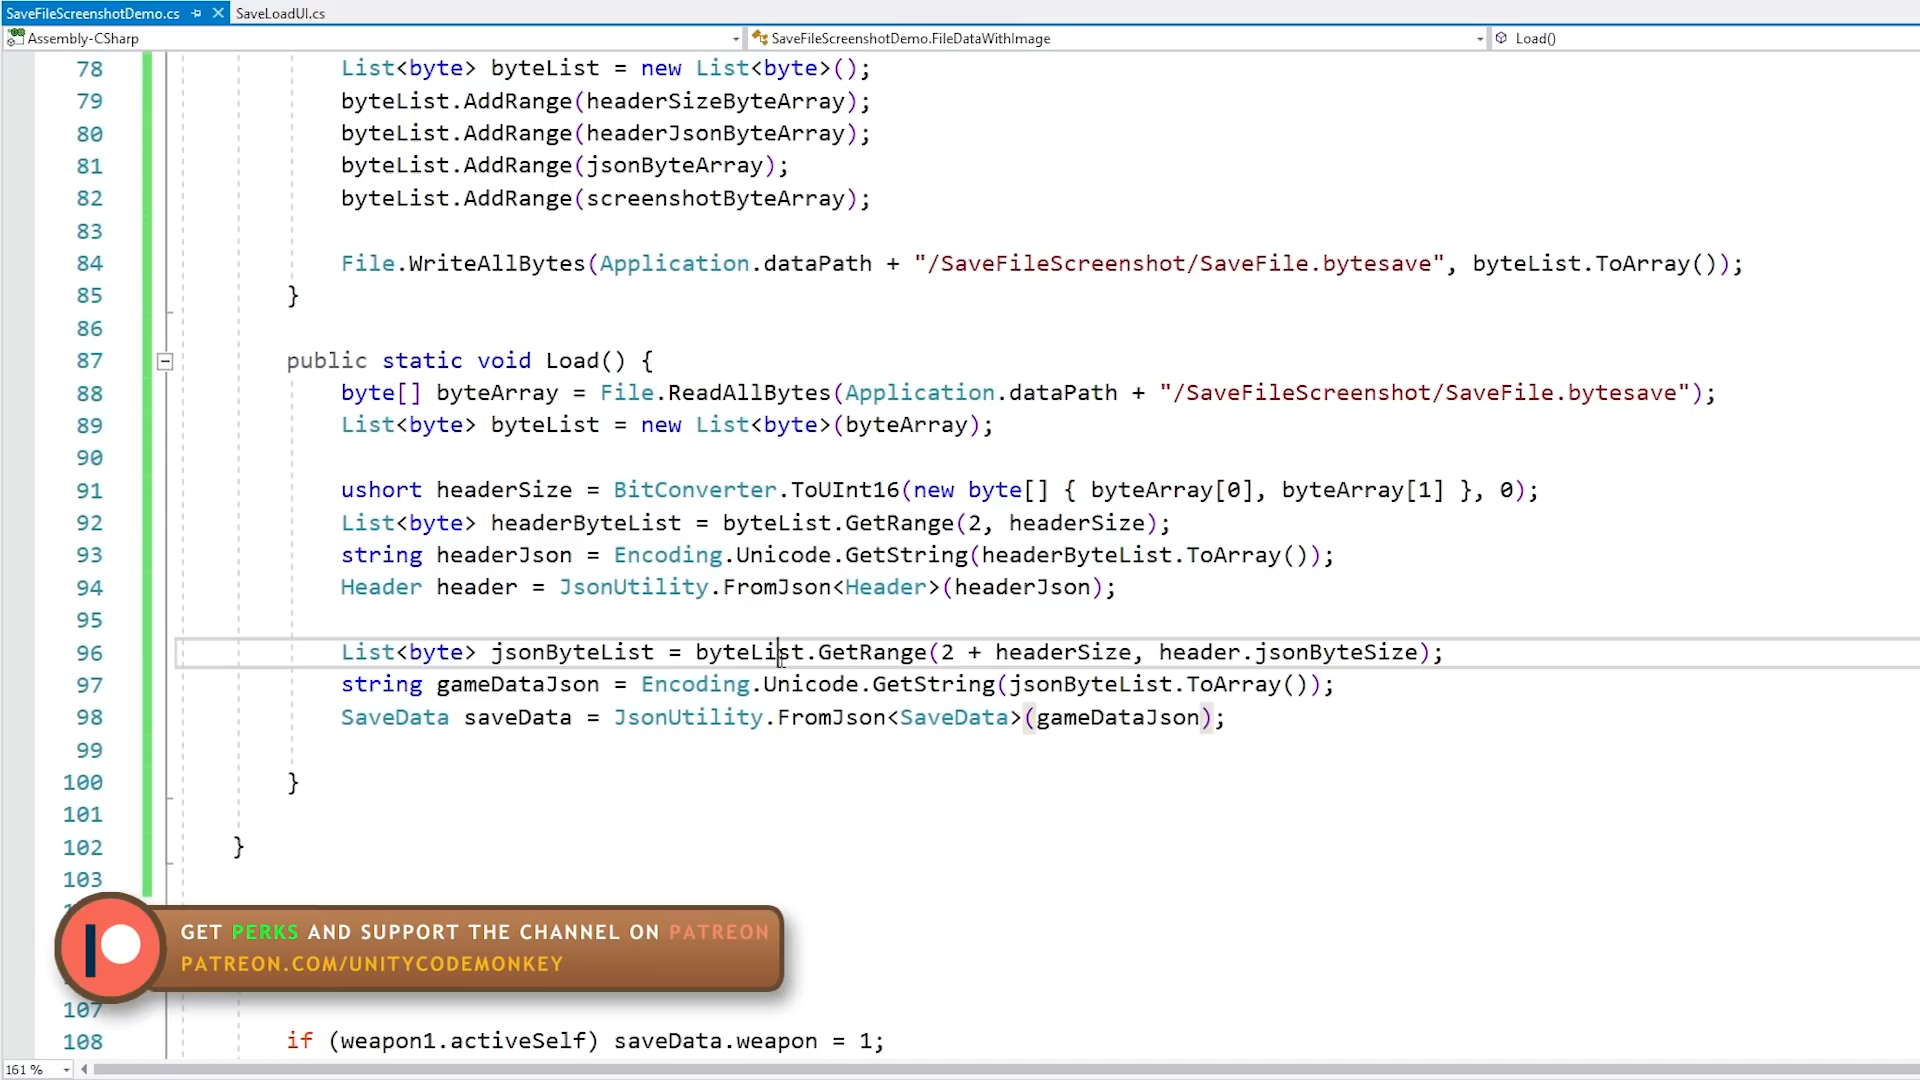 SaveFileScreenshotDemo.cs SaveLoadUI.cs
Assembly-CSharp SaveFileScreenshotDemo.FileDataWithImage Load()
78 List<byte> byteList = new List<byte>();
79 byteList.AddRange(headerSizeByteArray);
80 byteList.AddRange(headerJsonByteArray);
81 byteList.AddRange(jsonByteArray);
82 byteList.AddRange(screenshotByteArray);
83
84 File.WriteAllBytes(Application.dataPath + "/SaveFileScreenshot/SaveFile.bytesave", byteList.ToArray());
85 }
86
87 public static void Load() {
88 byte[] byteArray = File.ReadAllBytes(Application.dataPath + "/SaveFileScreenshot/SaveFile.bytesave");
89 List<byte> byteList = new List<byte>(byteArray);
90
91 ushort headerSize = BitConverter.ToUInt16(new byte[] { byteArray[0], byteArray[1] }, 0);
92 List<byte> headerByteList = byteList.GetRange(2, headerSize);
93 string headerJson = Encoding.Unicode.GetString(headerByteList.ToArray());
94 Header header = JsonUtility.FromJson<Header>(headerJson);
95
96 List<byte> jsonByteList = byteList.GetRange(2 + headerSize, header.jsonByteSize);
97 string gameDataJson = Encoding.Unicode.GetString(jsonByteList.ToArray());
98 SaveData saveData = JsonUtility.FromJson<SaveData>(gameDataJson);
99
100 }
101
102 }
103
GET PERKS AND SUPPORT THE CHANNEL ON PATREON
PATREON.COM/UNITYCODEMONKEY
107
108 if (weapon1.activeSelf) saveData.weapon = 1;
161 %